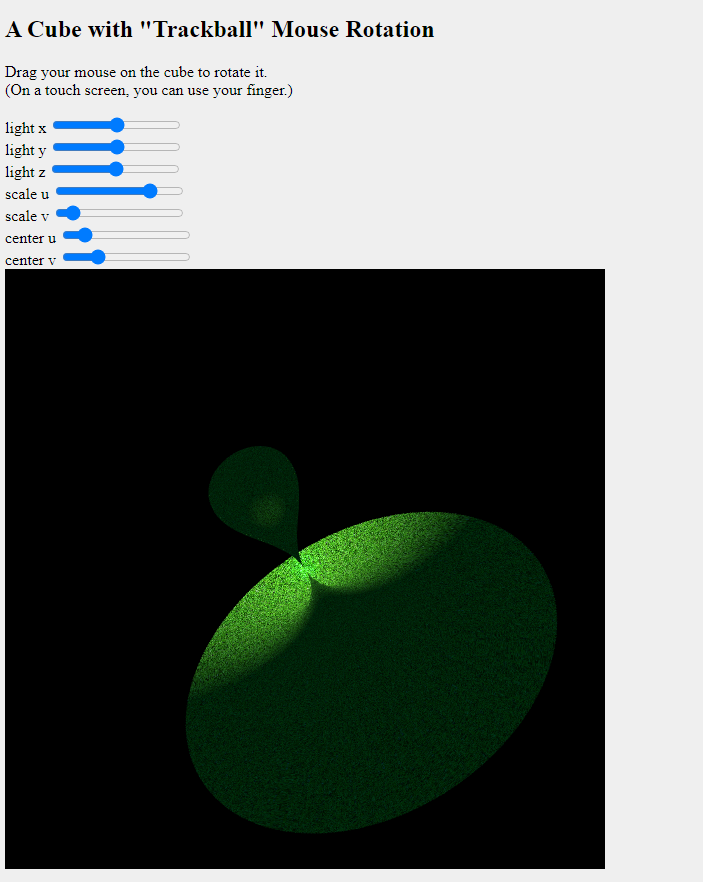 A Cube with "Trackball" Mouse Rotation
Drag your mouse on the cube to rotate it.
(On a touch screen, you can use your finger.)
light x
light y
light z
scale u
scale v
center u
center v